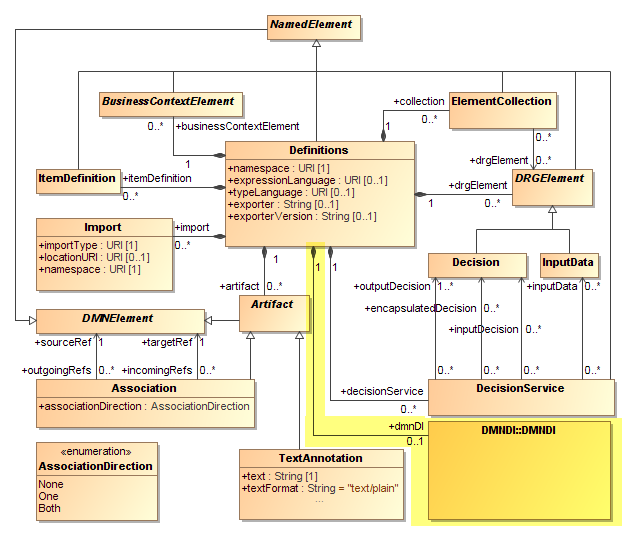 NamedElement
BusinessContextElement
0..*
+businessContextElement
1
+collection
0..*
1
ElementCollection
0..*
+drgElement
0..*
Definitions
+namespace : URI [1]
+expressionLanguage : URI [0..1]
+typeLanguage : URI [0..1]
+exporter : String [0..1]
+exporterVersion : String [0..1]
ItemDefinition
+itemDefinition
0..*
1
+drgElement
0..*
DRGElement
Import
+importType : URI [1]
+locationURI : URI [0..1]
+namespace : URI [1]
+import
0..*
1
1
1
+artifact
0..*
Decision
InputData
+outputDecision
1..*
+inputData
0..*
+encapsulatedDecision
0..*
+inputDecision
0..*
DMNElement
Artifact
+sourceRef
1
+targetRef
1
+outgoingRefs
0..*
+incomingRefs
0..*
0..*
0..*
0..*
0..*
Association
+associationDirection : AssociationDirection
+decisionService
0..*
DecisionService
+dmnDI
0..1
DMNDI::DMNDI
«enumeration»
AssociationDirection
None
One
Both
TextAnnotation
+text : String [1]
+textFormat : String = "text/plain"
...